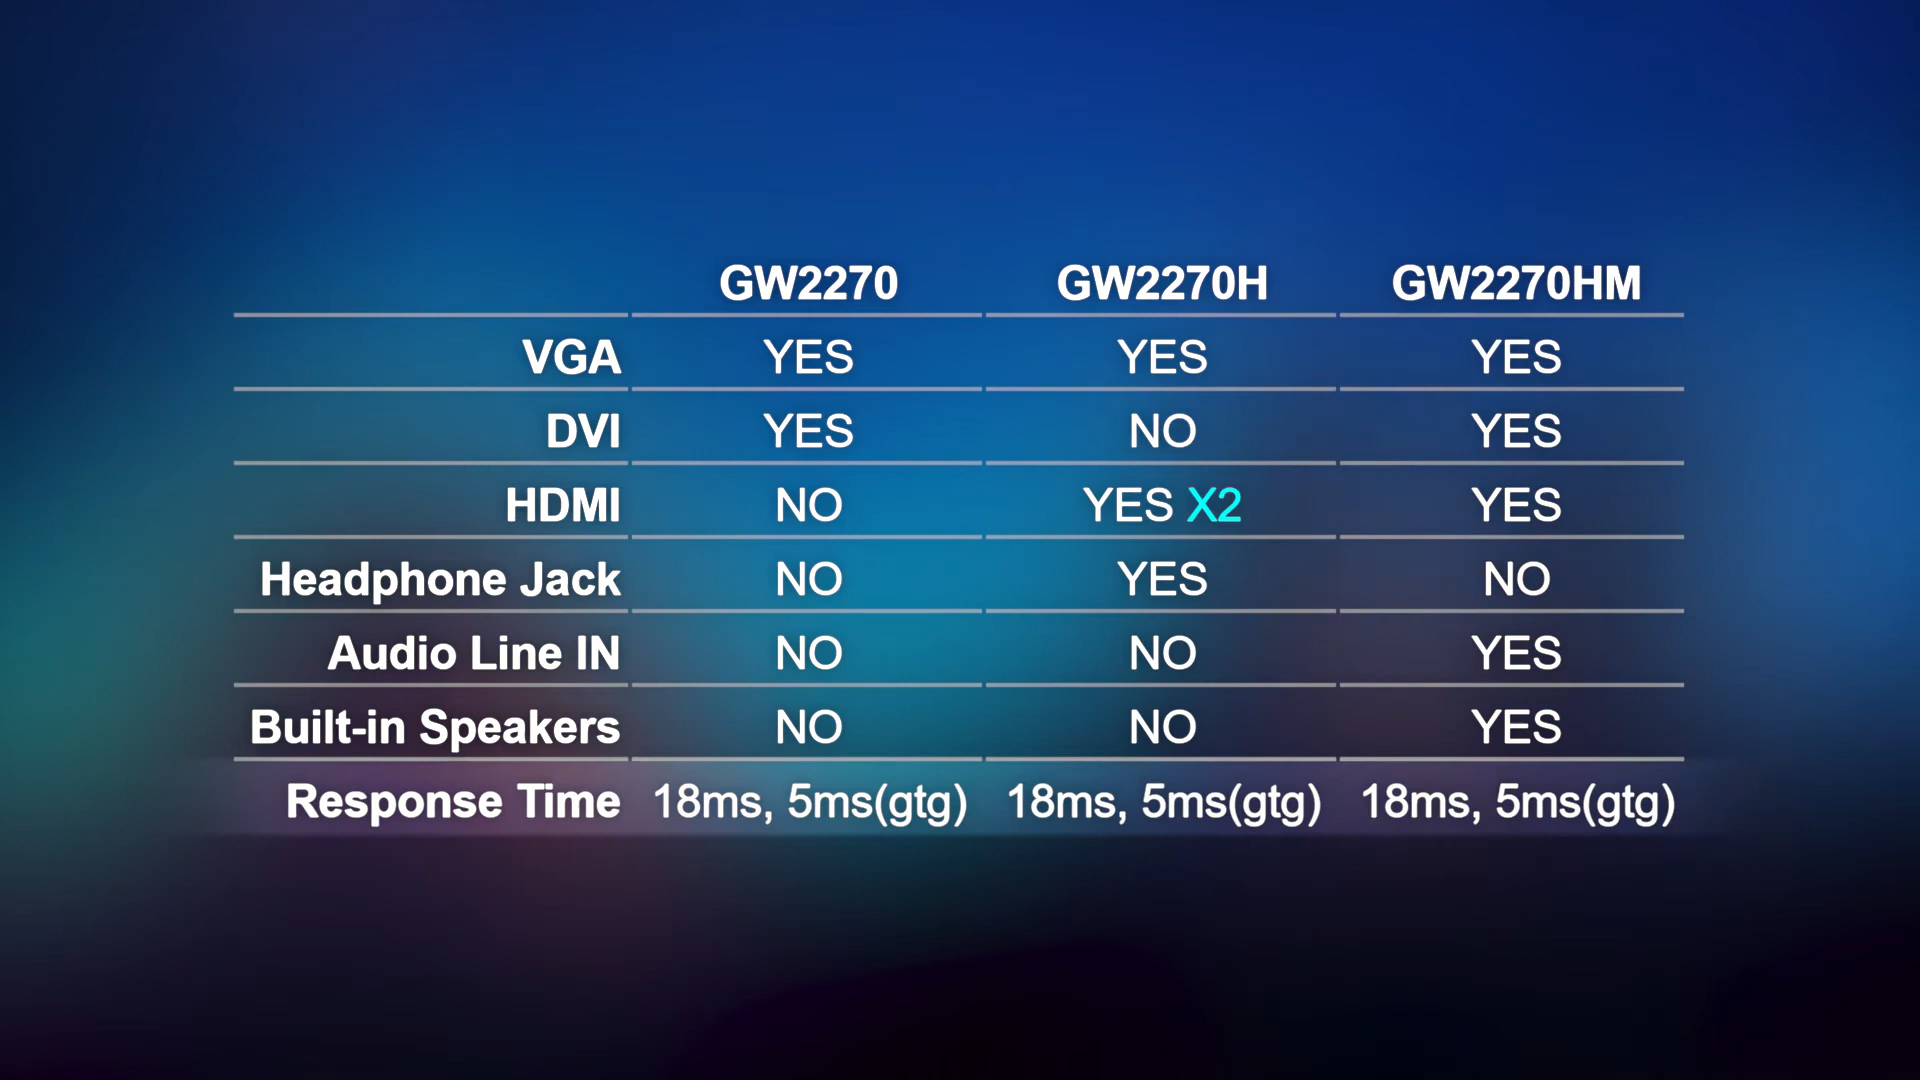 GW2270 GW2270H GW2270HM
VGA YES YES YES
DVI YES NO YES
HDMI NO YES X2 YES
Headphone Jack NO YES NO
Audio Line IN NO NO YES
Built-in Speakers NO NO YES
Response Time 18ms, 5ms(gtg) 18ms, 5ms(gtg) 18ms, 5ms(gtg)